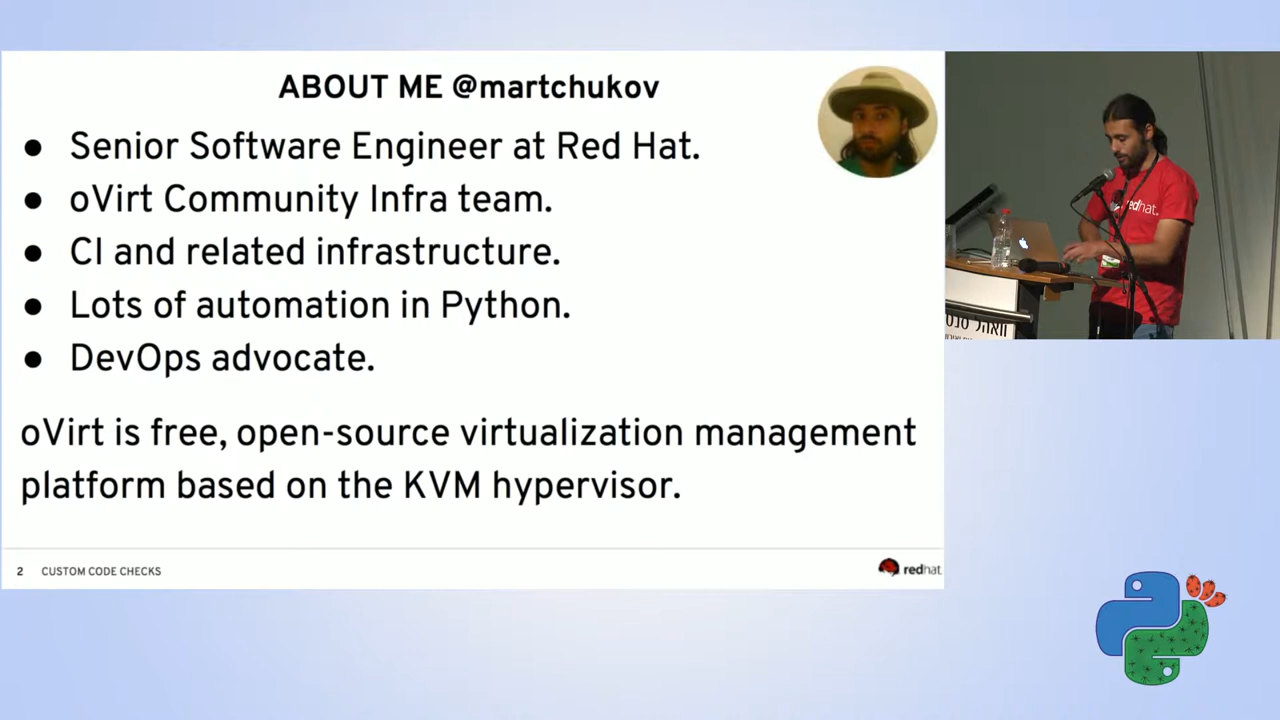 ABOUT ME @martchukov
● Senior Software Engineer at Red Hat.
● oVirt Community Infra team.
● CI and related infrastructure.
● Lots of automation in Python.
● DevOps advocate.
oVirt is free, open-source virtualization management
platform based on the KVM hypervisor.
2 CUSTOM CODE CHECKS
redhat.
redhat.